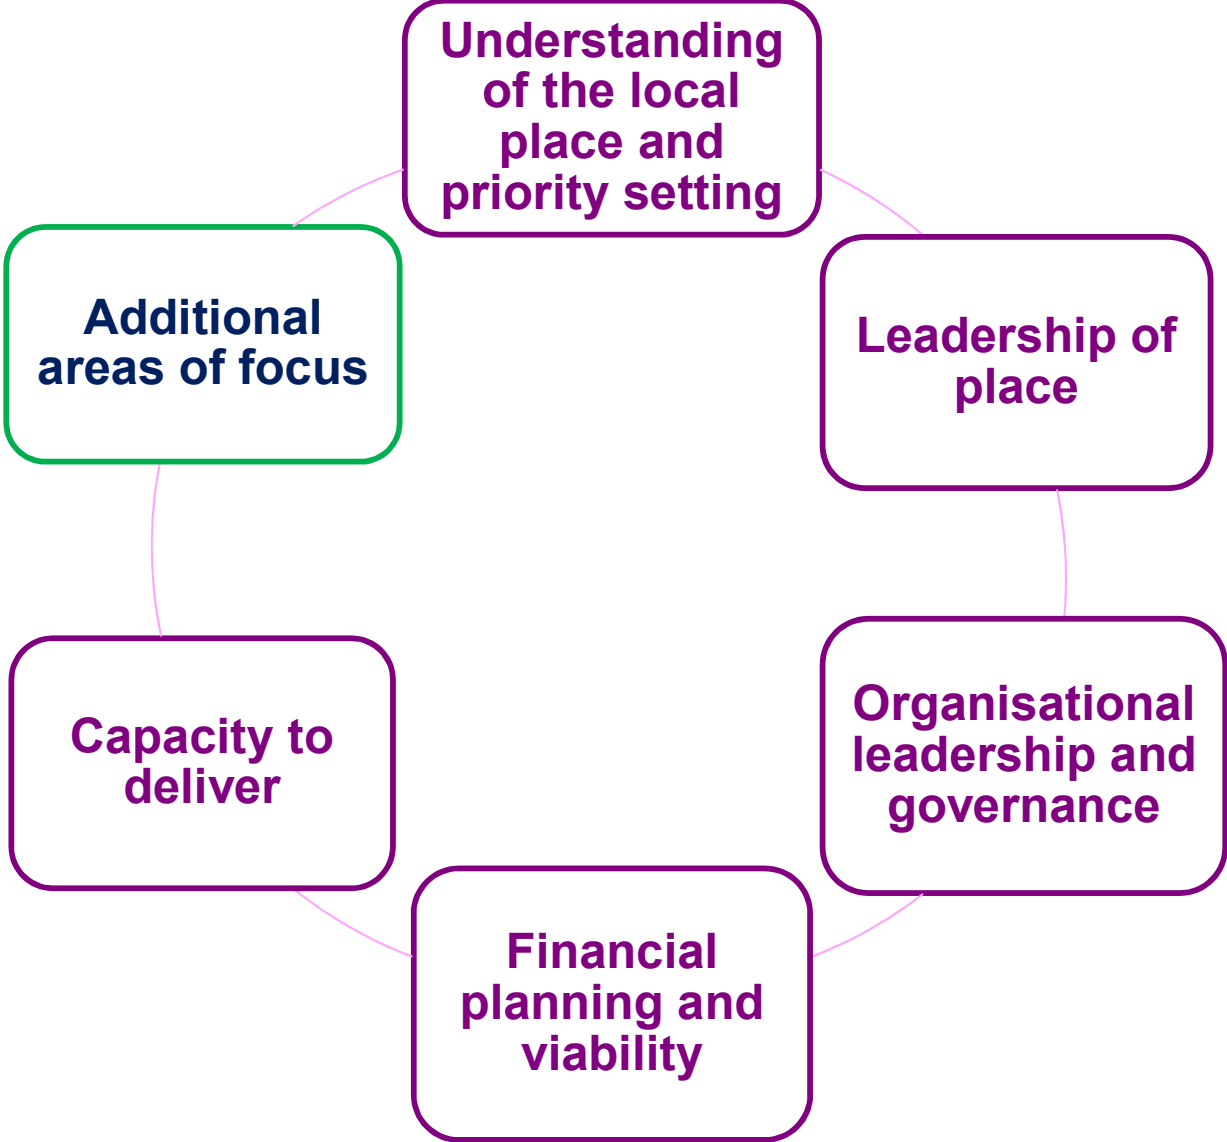 Understanding
of the local
place and
priority setting
Leadership of
place
Organisational
leadership and
governance
Financial
planning and
viability
Capacity to
deliver
Additional
areas of focus